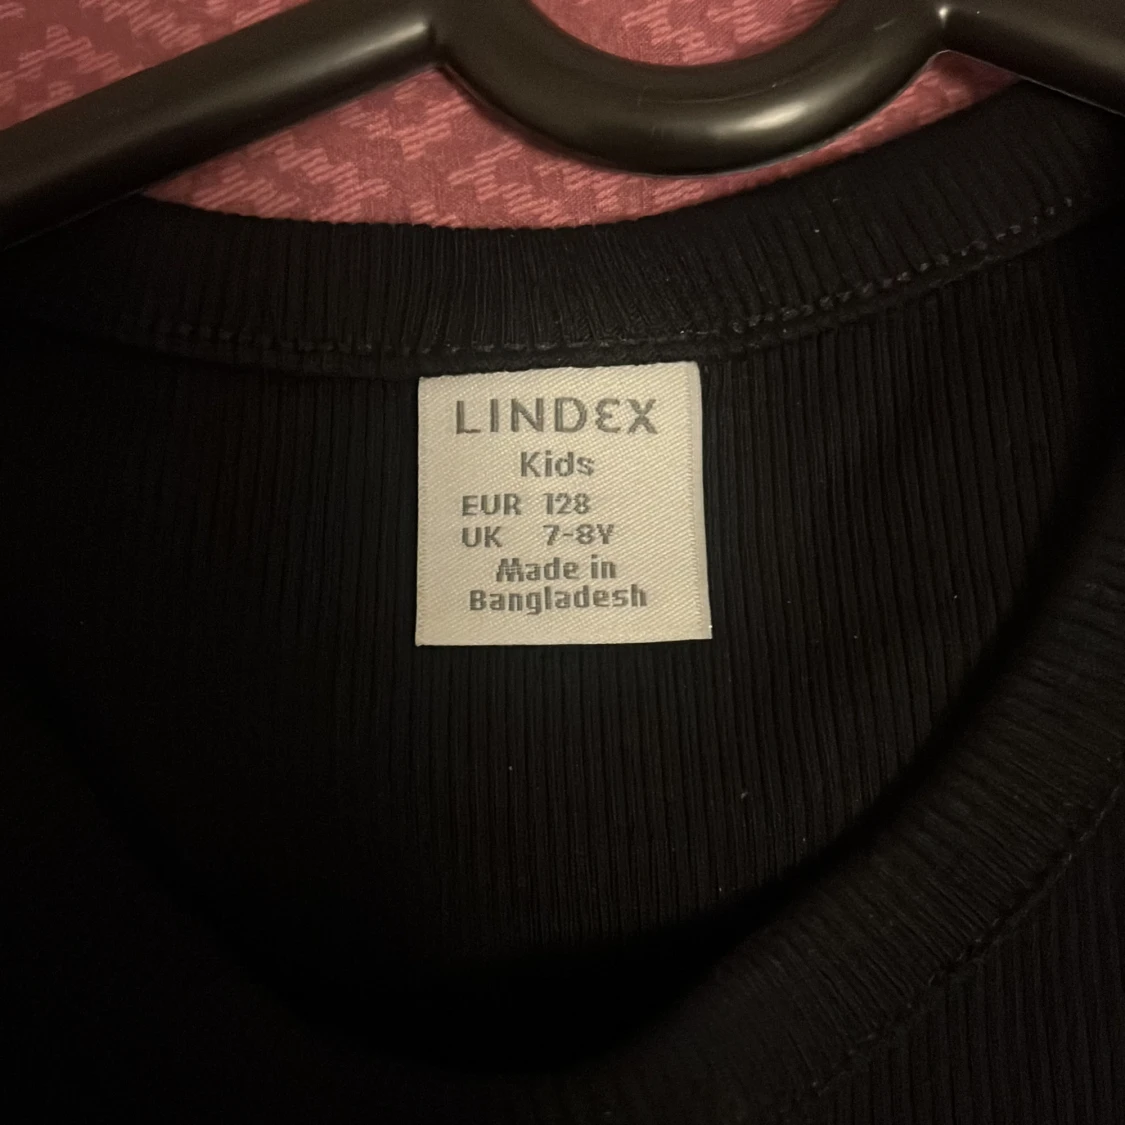 LINDEX
Kids
EUR 128
UK 7-8Y
Made in
Bangladesh